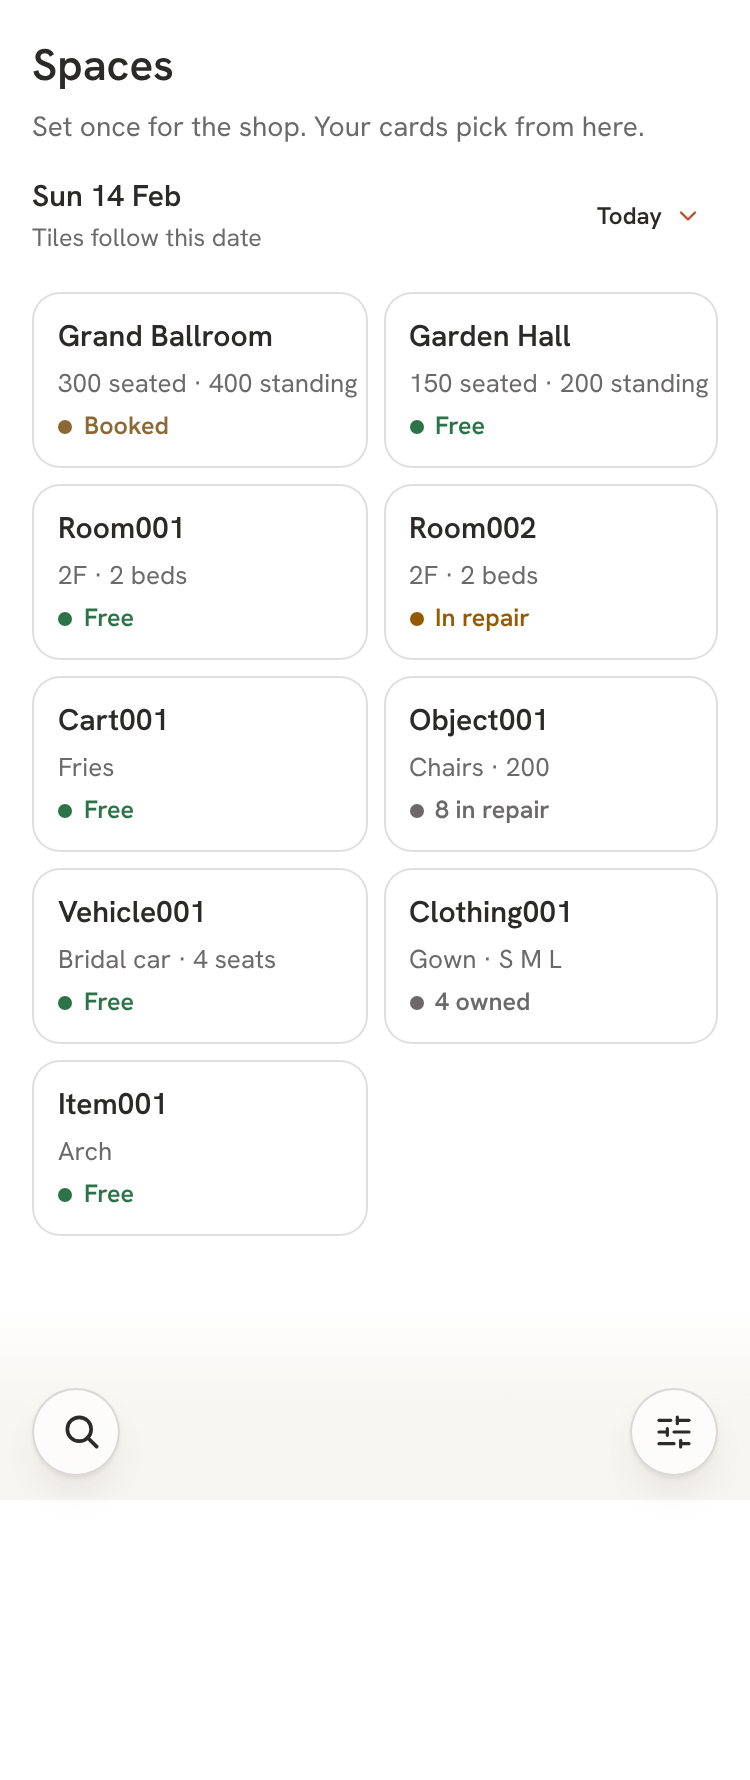 Spaces
Set once for the shop. Your cards pick from here.
Sun 14 Feb
Tiles follow this date
Today
Grand Ballroom
300 seated · 400 standing
Booked
Garden Hall
150 seated · 200 standing
Free
Room001
2F · 2 beds
Free
Room002
2F · 2 beds
In repair
Cart001
Fries
Free
Object001
Chairs · 200
8 in repair
Vehicle001
Bridal car · 4 seats
Free
Clothing001
Gown · S M L
4 owned
Item001
Arch
Free